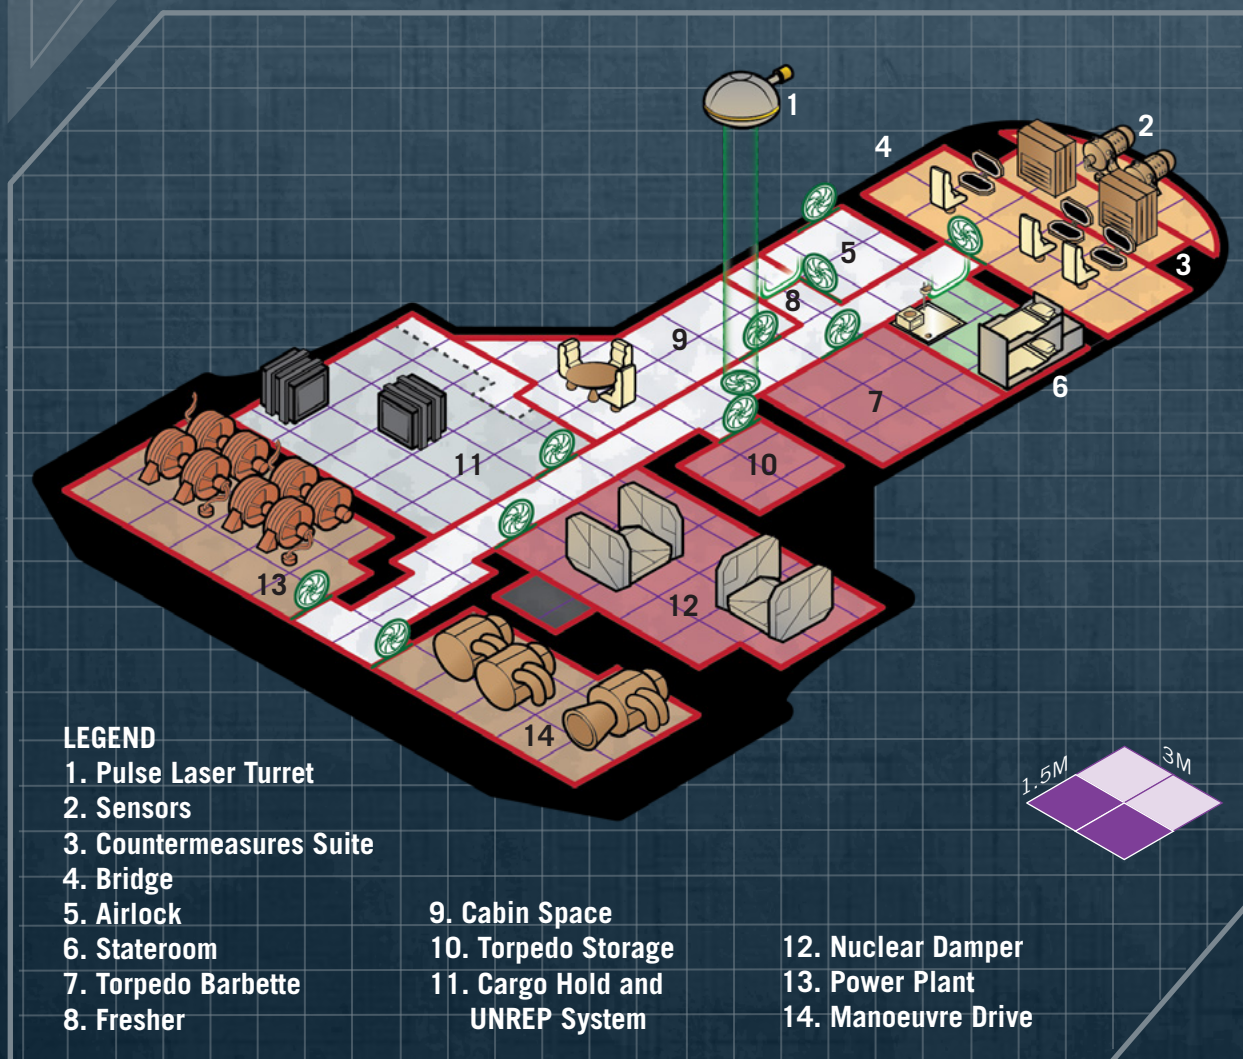 1
2
4
3
5
8
9
6
7
11
10
13
12
14
1.5M
3M
LEGEND
1. Pulse Laser Turret
2. Sensors
3. Countermeasures Suite
4. Bridge
5. Airlock
6. Stateroom
7. Torpedo Barbette
8. Fresher
9. Cabin Space
10. Torpedo Storage
11. Cargo Hold and
UNREP System
12. Nuclear Damper
13. Power Plant
14. Manoeuvre Drive